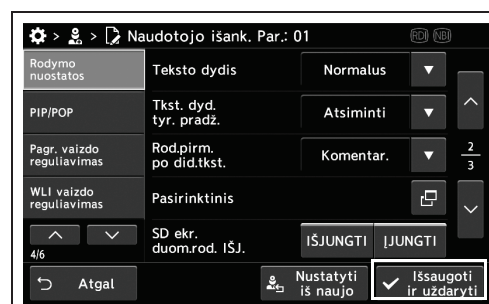 > > Naudotojo išank. Par.: 01 RDI NBI
Rodymo
nuostatos
Teksto dydis Normalus
PIP/POP
Tkst. dyd.
tyr. pradž.
Atsiminti
Pagr. vaizdo
reguliavimas
Rod.pirm.
po did.tkst.
Komentar.
2
3
WLI vaizdo
reguliavimas
Pasirinktinis
4/6
SD ekr.
duom.rod. IŠJ.
IŠJUNGTI ĮJUNGTI
Atgal
Nustatyti
iš naujo
Išsaugoti
ir uždaryti